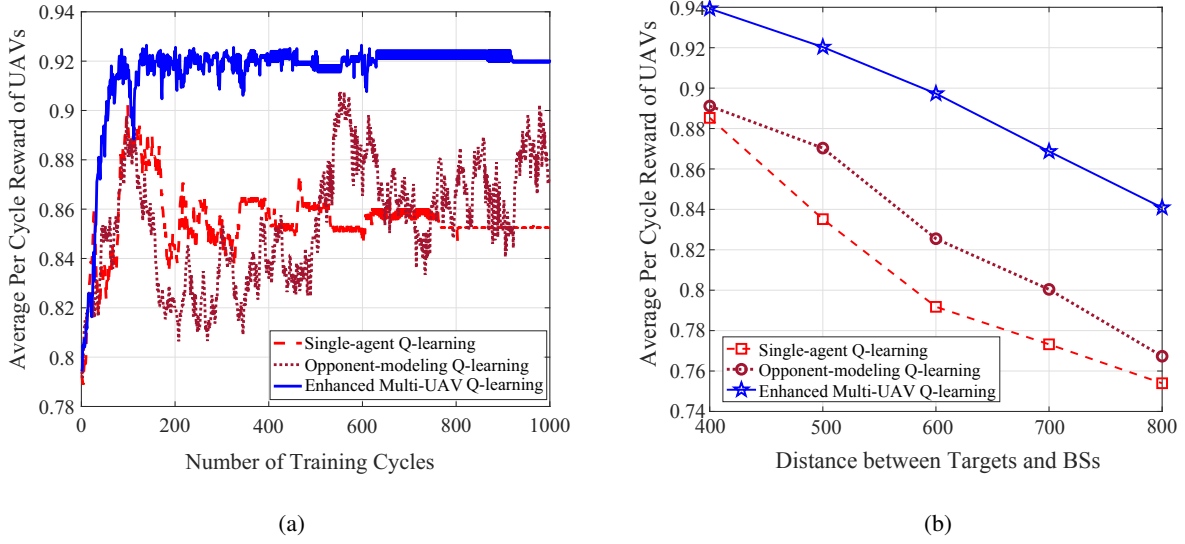 0.94
0.92
0.9
0.88
0.86
0.84
0.82
0.8
0.78
Average Per Cycle Reward of UAVs
Single-agent Q-learning
Opponent-modeling Q-learning
Enhanced Multi-UAV Q-learning
0 200 400 600 800 1000
Number of Training Cycles
(a)
0.94
0.92
0.9
0.88
0.86
0.84
0.82
0.8
0.78
0.76
0.74
Average Per Cycle Reward of UAVs
Single-agent Q-learning
Opponent-modeling Q-learning
Enhanced Multi-UAV Q-learning
400 500 600 700 800
Distance between Targets and BSs
(b)